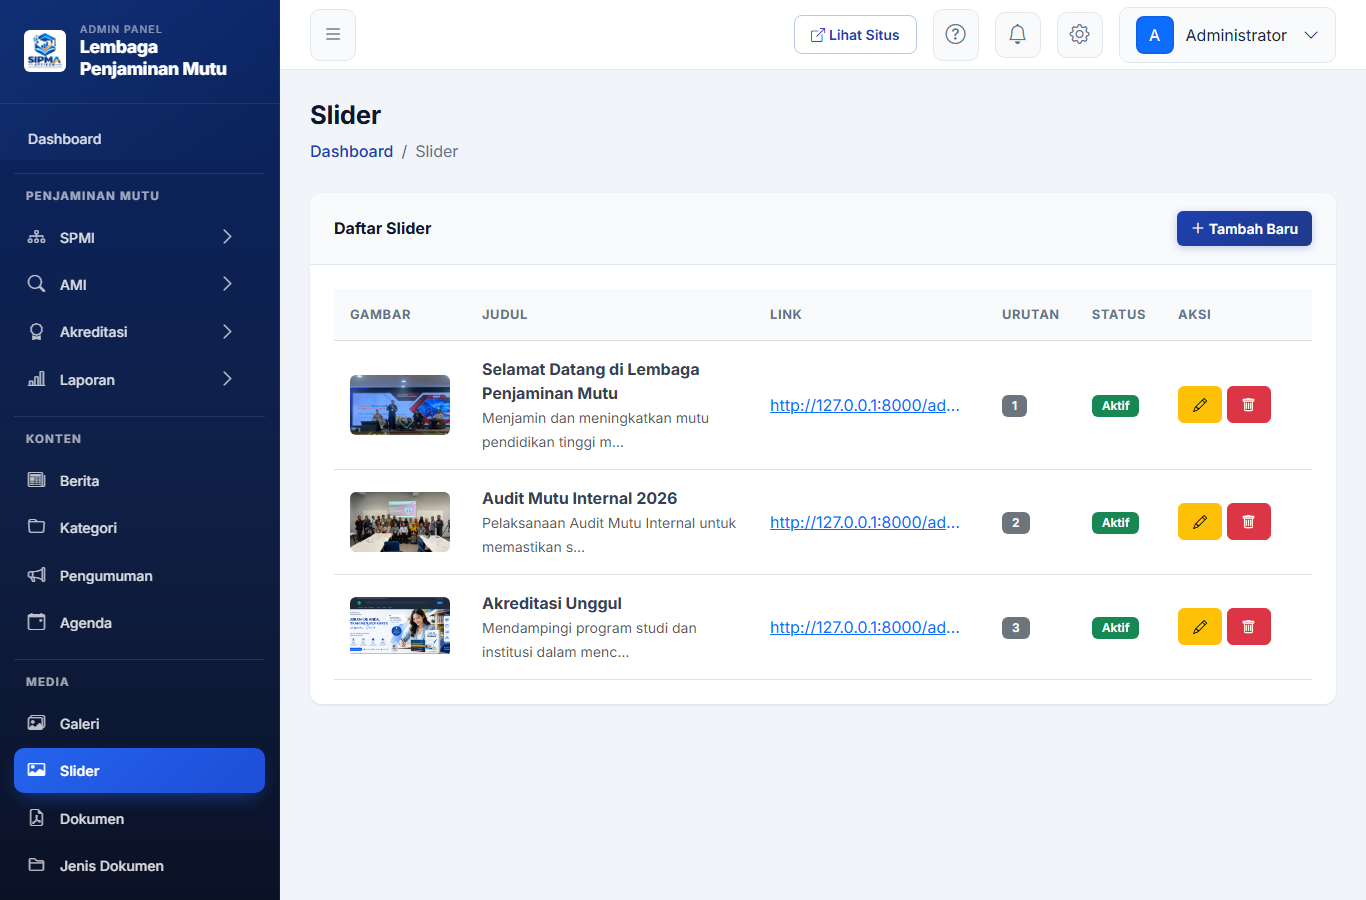 ADMIN PANEL
Lembaga
Penjaminan Mutu
SIPMA
Dashboard
PENJAMINAN MUTU
SPMI
AMI
Akreditasi
Laporan
KONTEN
Berita
Kategori
Pengumuman
Agenda
MEDIA
Galeri
Slider
Dokumen
Jenis Dokumen
Lihat Situs
A
Administrator
Slider
Dashboard / Slider
Daftar Slider
+ Tambah Baru
GAMBAR JUDUL LINK URUTAN STATUS AKSI
Selamat Datang di Lembaga
Penjaminan Mutu
Menjamin dan meningkatkan mutu
pendidikan tinggi m...
http://127.0.0.1:8000/ad...
1
Aktif
Audit Mutu Internal 2026
Pelaksanaan Audit Mutu Internal untuk
memastikan s...
http://127.0.0.1:8000/ad...
2
Aktif
Akreditasi Unggul
Mendampingi program studi dan
institusi dalam menc...
http://127.0.0.1:8000/ad...
3
Aktif